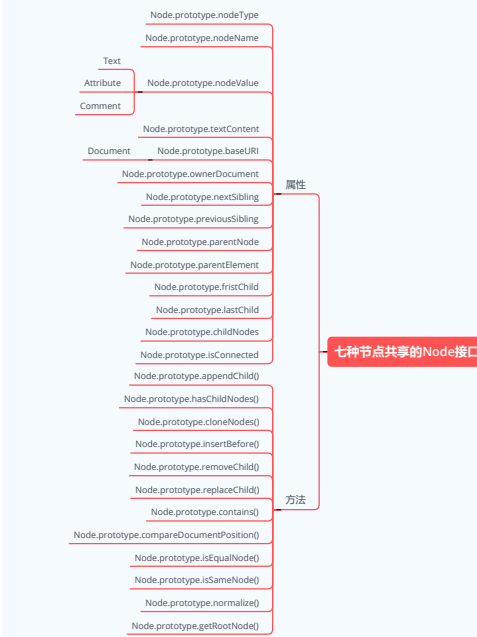 Node.prototype.nodeType
Node.prototype.nodeName
Text
Attribute
Comment
Node.prototype.nodeValue
Node.prototype.textContent
Document
Node.prototype.baseURI
Node.prototype.ownerDocument
Node.prototype.nextSibling
Node.prototype.previousSibling
Node.prototype.parentNode
Node.prototype.parentElement
Node.prototype.fristChild
Node.prototype.lastChild
Node.prototype.childNodes
Node.prototype.isConnected
属性
七种节点共享的Node接口
Node.prototype.appendChild()
Node.prototype.hasChildNodes()
Node.prototype.cloneNodes()
Node.prototype.insertBefore()
Node.prototype.removeChild()
Node.prototype.replaceChild()
Node.prototype.contains()
Node.prototype.compareDocumentPosition()
Node.prototype.isEqualNode()
Node.prototype.isSameNode()
Node.prototype.normalize()
Node.prototype.getRootNode()
方法